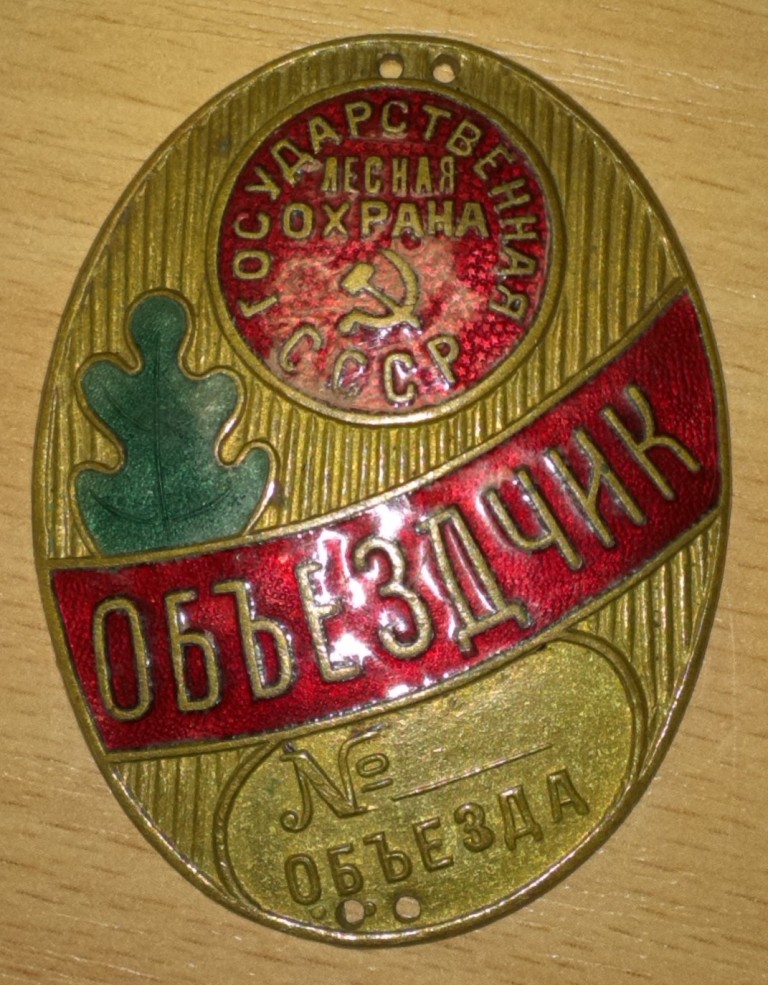 ГОСУДАРСТВЕННАЯ
ЛЕСНАЯ
ОХРАНА
СССР
ОБЪЕЗДЧИК
№
ОБЪЕЗДА